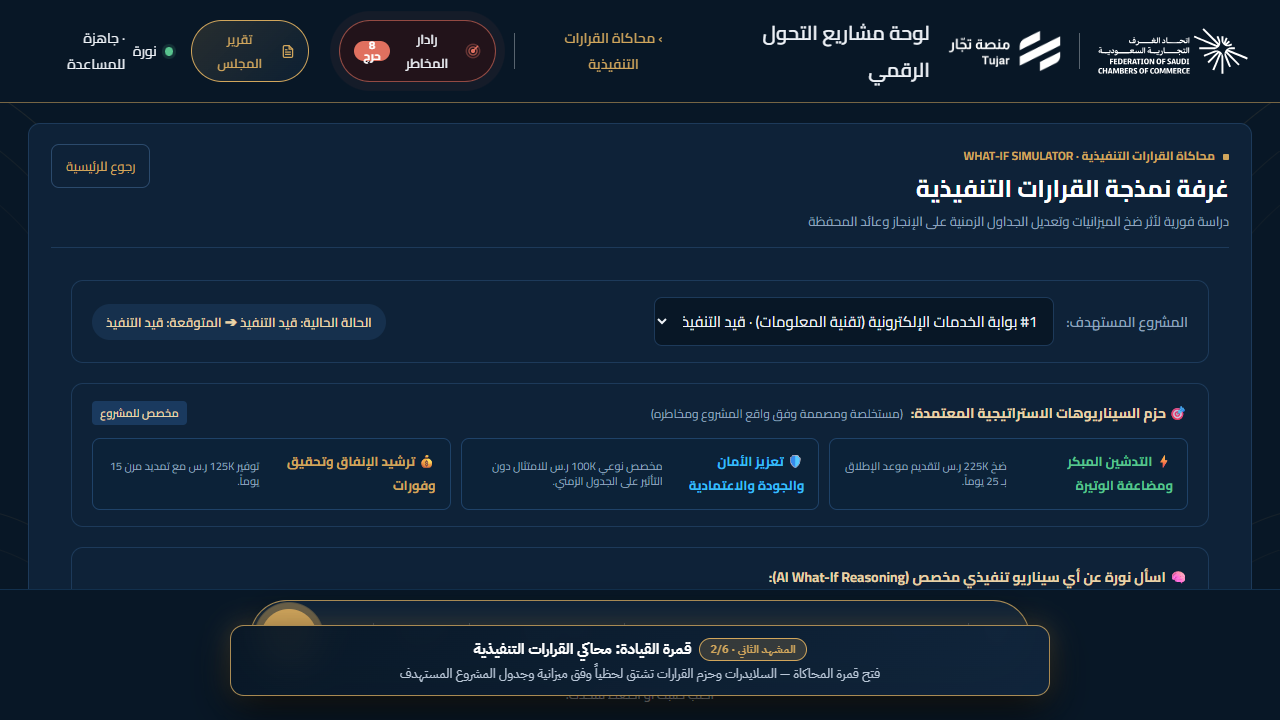 اتحاد الغرف
التجارية السعودية
FEDERATION OF SAUDI
CHAMBERS OF COMMERCE
منصة تجّار
Tujar
لوحة مشاريع التحول
الرقمي
› محاكاة القرارات
التنفيذية
رادار
المخاطر
8
حرج
تقرير
المجلس
نورة
· جاهزة
للمساعدة
محاكاة القرارات التنفيذية · WHAT-IF SIMULATOR
غرفة نمذجة القرارات التنفيذية
دراسة فورية لأثر ضخ الميزانيات وتعديل الجداول الزمنية على الإنجاز وعائد المحفظة
رجوع للرئيسية
المشروع المستهدف:
#1 بوابة الخدمات الإلكترونية (تقنية المعلومات) · قيد التنفيذ
الحالة الحالية: قيد التنفيذ ➔ المتوقعة: قيد التنفيذ
🎯 حزم السيناريوهات الاستراتيجية المعتمدة: (مستخلصة ومصممة وفق واقع المشروع ومخاطره)
مخصص للمشروع
⚡ التدشين المبكر
ومضاعفة الوتيرة
ضخ 225K ر.س لتقديم موعد الإطلاق
بـ 25 يوماً.
🛡️ تعزيز الأمان
والجودة والاعتمادية
مخصص نوعي 100K ر.س للامتثال دون
التأثير على الجدول الزمني.
💰 ترشيد الإنفاق وتحقيق
وفورات
توفير 125K ر.س مع تمديد مرن 15
يوماً.
🧠 اسأل نورة عن أي سيناريو تنفيذي مخصص (AI What-If Reasoning):
المشهد الثاني · 2/6
قمرة القيادة: محاكي القرارات التنفيذية
فتح قمرة المحاكاة — السلايدرات وحزم القرارات تشتق لحظياً وفق ميزانية وجدول المشروع المستهدف